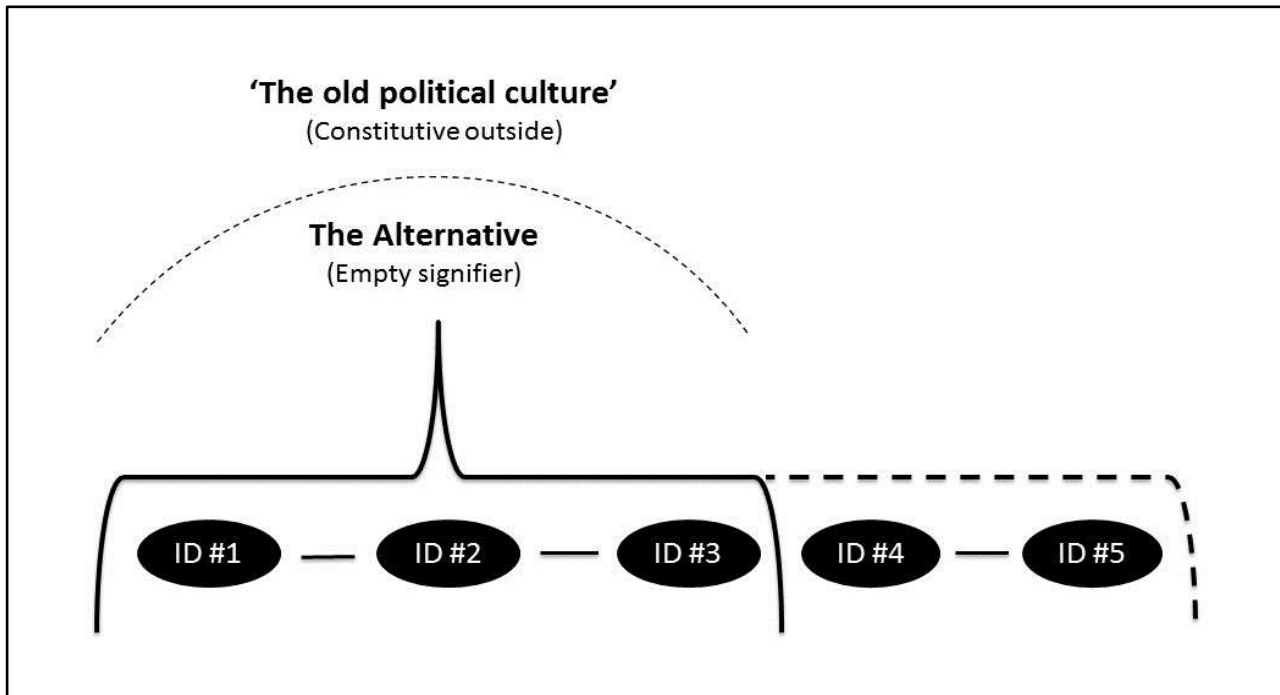 ‘The old political culture’
(Constitutive outside)
The Alternative
(Empty signifier)
ID #1 ID #2 ID #3 ID #4 ID #5